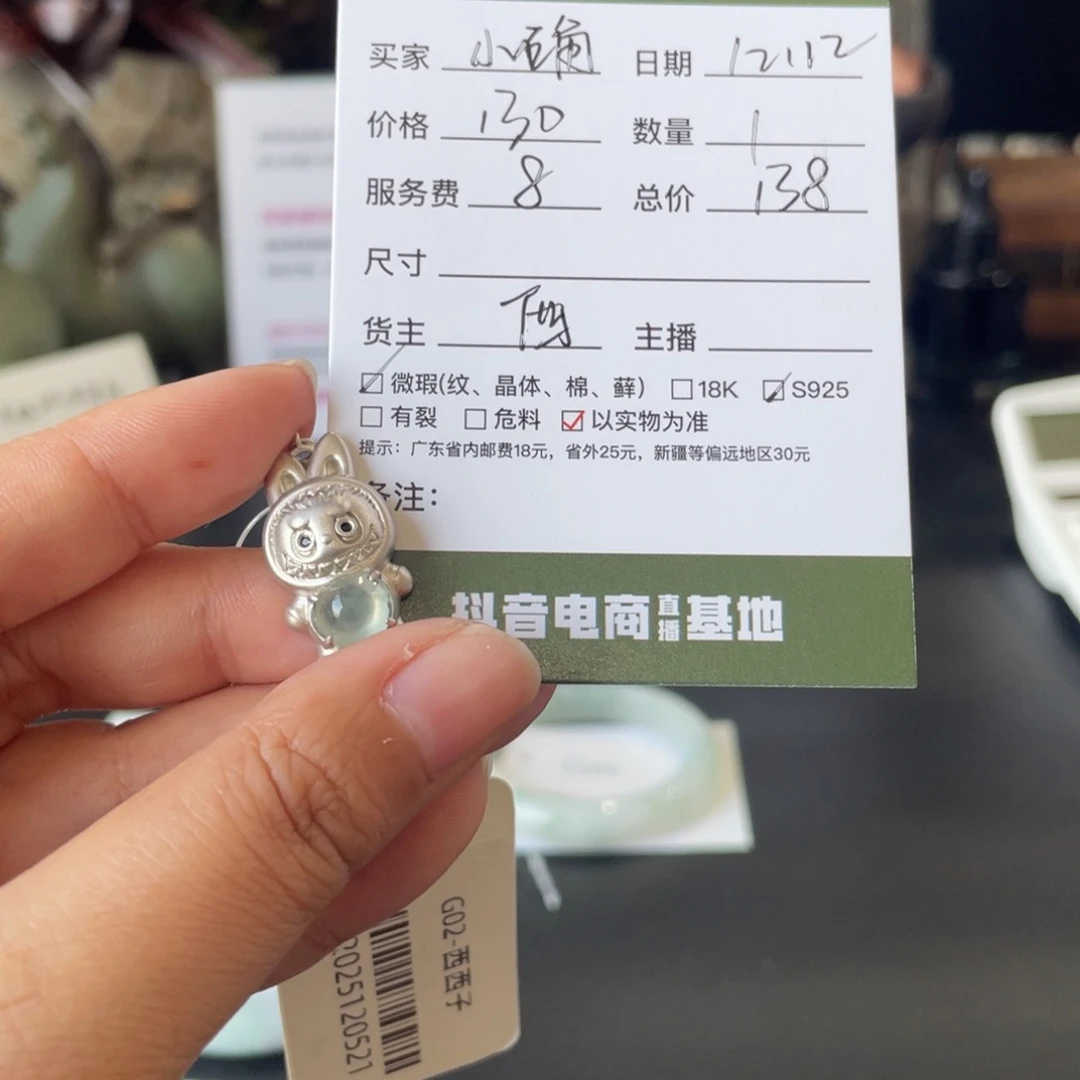 买家 小确 日期 12112
价格 130 数量 1
服务费 8 总价 138
尺寸
货主 主播
微瑕(纹、晶体、棉、藓) 18K S925
有裂 危料 以实物为准
提示：广东省内邮费18元，省外25元，新疆等偏远地区30元
备注：
抖音电商直播基地
G02-西西子
2025120521